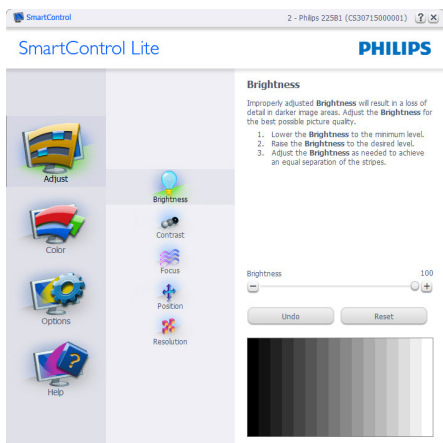 SmartControl
2 - Philips 225B1 (CS30715000001)
SmartControl Lite
PHILIPS
Adjust
Color
Options
Help
Brightness
Contrast
Focus
Position
Resolution
Brightness
Improperly adjusted Brightness will result in a loss of
detail in darker image areas. Adjust the Brightness for
the best possible picture quality.
1. Lower the Brightness to the minimum level.
2. Raise the Brightness to the desired level.
3. Adjust the Brightness as needed to achieve
an equal separation of the stripes.
Brightness 100
Undo Reset